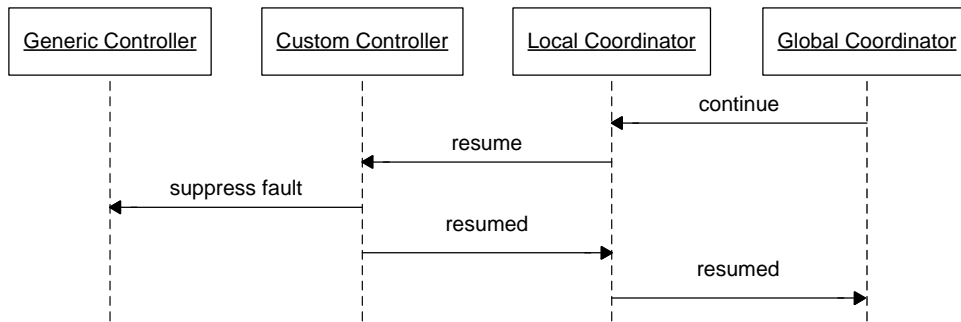 Generic Controller
Custom Controller
Local Coordinator
Global Coordinator
continue
resume
suppress fault
resumed
resumed